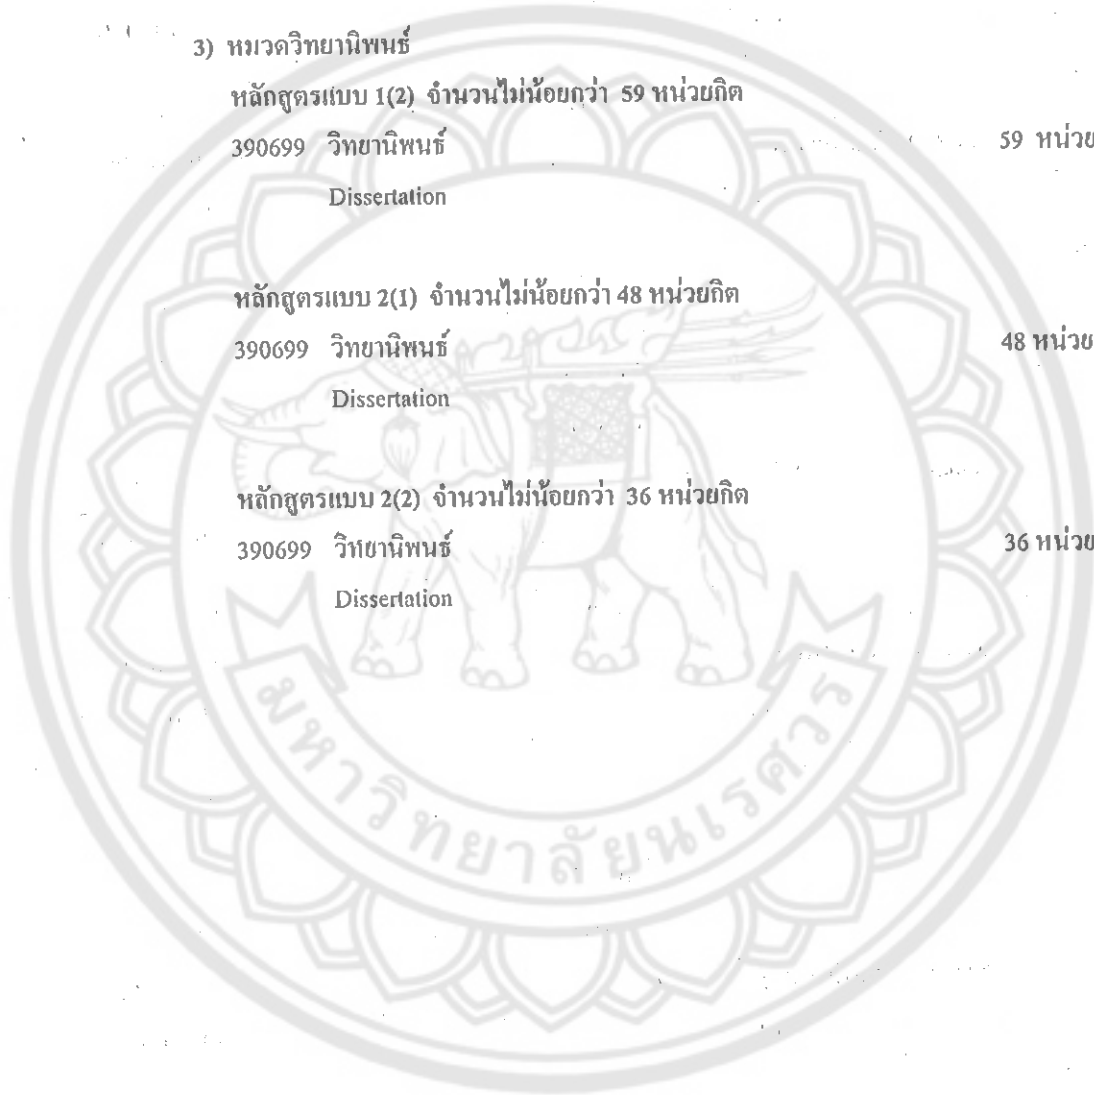 3) หมวดวิทยานิพนธ์
หลักสูตรแบบ 1(2) จำนวนไม่น้อยกว่า 59 หน่วยกิต
390699 วิทยานิพนธ์ 59 หน่วย
Dissertation
หลักสูตรแบบ 2(1) จำนวนไม่น้อยกว่า 48 หน่วยกิต
390699 วิทยานิพนธ์ 48 หน่วย
Dissertation
หลักสูตรแบบ 2(2) จำนวนไม่น้อยกว่า 36 หน่วยกิต
390699 วิทยานิพนธ์ 36 หน่วย
Dissertation
มหาวิทยาลัยนเรศวร